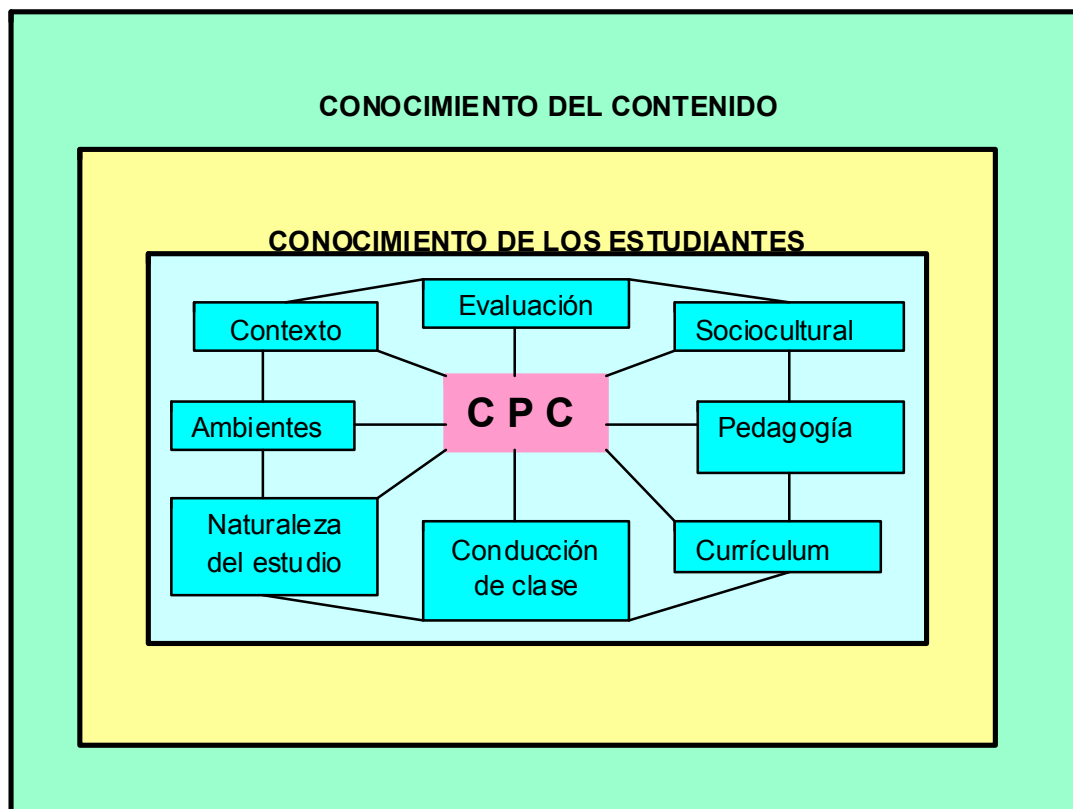 CONOCIMIENTO DEL CONTENIDO
CONOCIMIENTO DE LOS ESTUDIANTES
Evaluación
Contexto
Sociocultural
C P C
Ambientes
Pedagogía
Naturaleza
del estudio
Conducción
de clase
Currículum